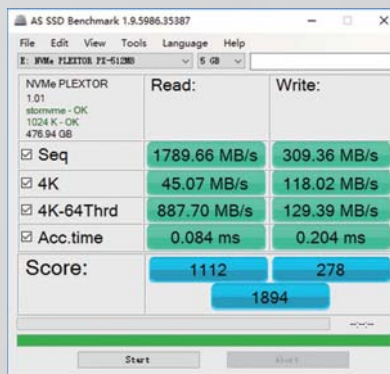 AS SSD Benchmark 1.9.5986.35387
File Edit View Tools Language Help
E: NVMe PLEXTOR PX-512M8 5 GB
NVMe PLEXTOR
1.01
stornvme - OK
1024 K - OK
476.94 GB
Read: Write:
Seq 1789.66 MB/s 309.36 MB/s
4K 45.07 MB/s 118.02 MB/s
4K-64Thrd 887.70 MB/s 129.39 MB/s
Acc.time 0.084 ms 0.204 ms
Score: 1112 278
1894
--:--:--
Start Abort